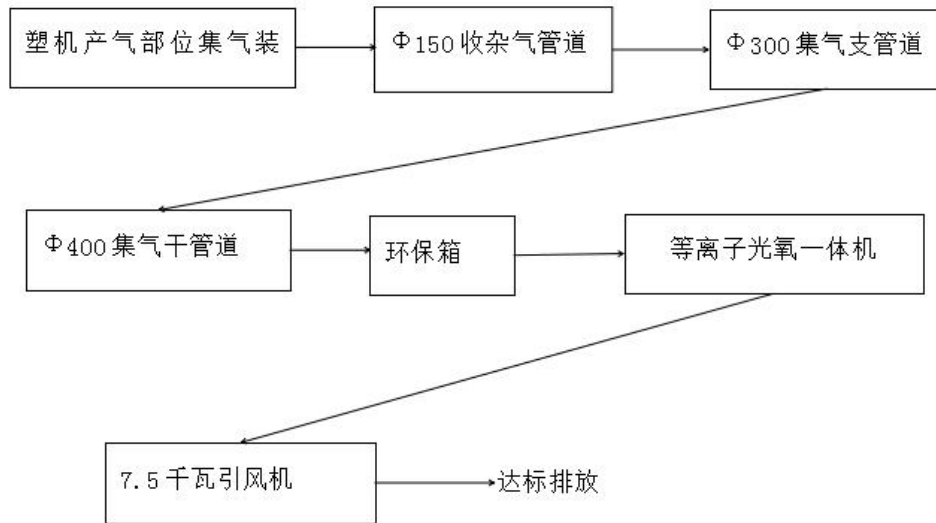 塑机产气部位集气装
Φ150收杂气管道
Φ300集气支管道
Φ400集气干管道
环保箱
等离子光氧一体机
7.5千瓦引风机
达标排放